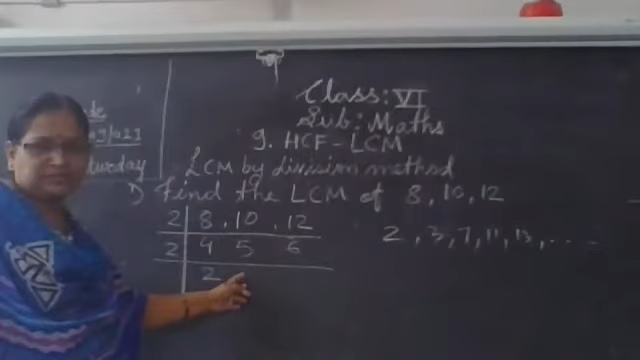 Class: VI
Sub: Maths
9. HCF-LCM
LCM by division method
1) Find the LCM of 8, 10, 12
2 8, 10, 12
2 4 5 6
2
2, 3, 7, 11, 13, ....